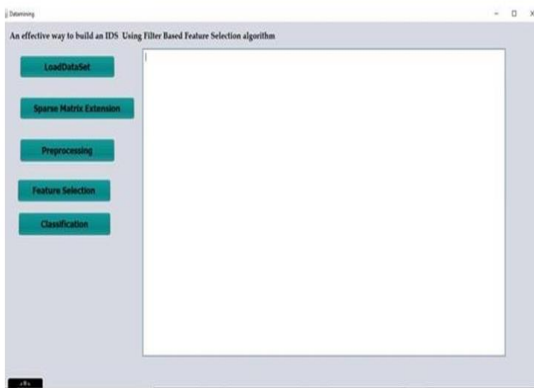 Datamining
An effective way to build an IDS Using Filter Based Feature Selection algorithm
LoadDataSet
Sparse Matrix Extension
Preprocessing
Feature Selection
Classification